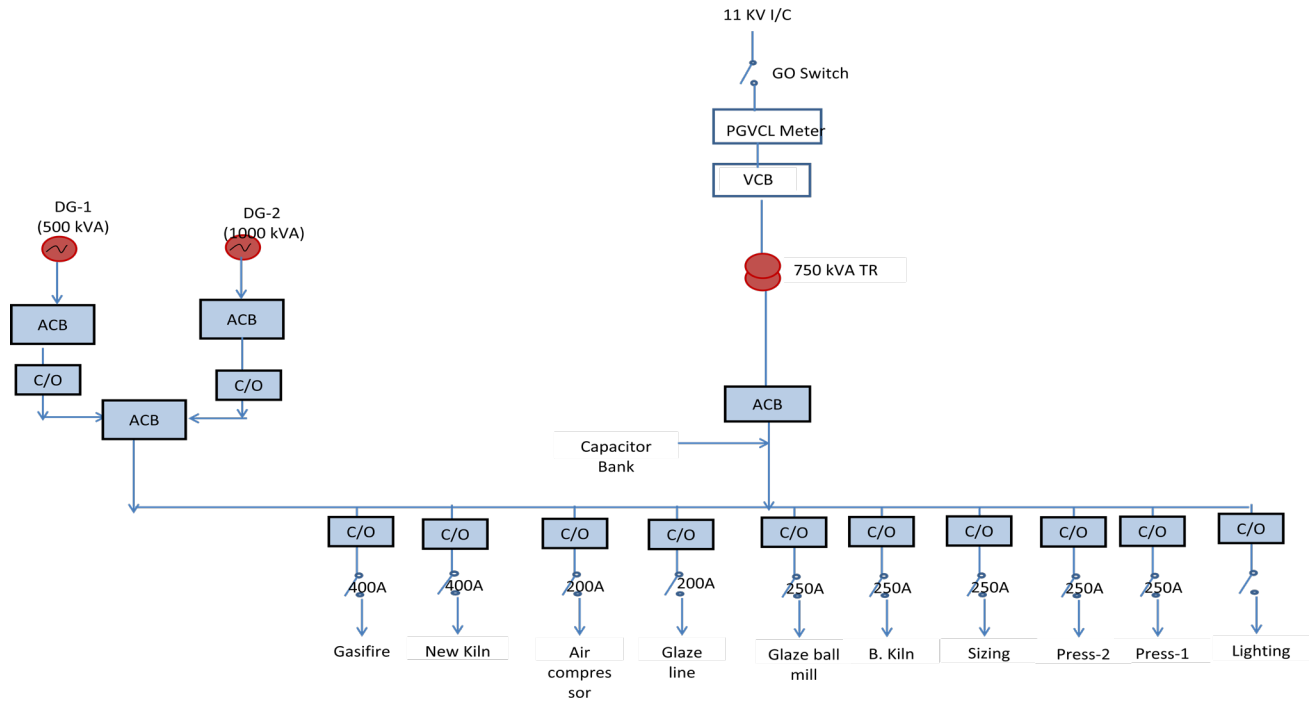 11 KV I/C
GO Switch
PGVCL Meter
VCB
DG-1
(500 kVA)
DG-2
(1000 kVA)
750 kVA TR
ACB
ACB
C/O
C/O
ACB
ACB
Capacitor
Bank
C/O
C/O
C/O
C/O
C/O
C/O
C/O
C/O
C/O
C/O
400A
400A
200A
200A
250A
250A
250A
250A
250A
Gasifire
New Kiln
Air
compres
sor
Glaze
line
Glaze ball
mill
B. Kiln
Sizing
Press-2
Press-1
Lighting